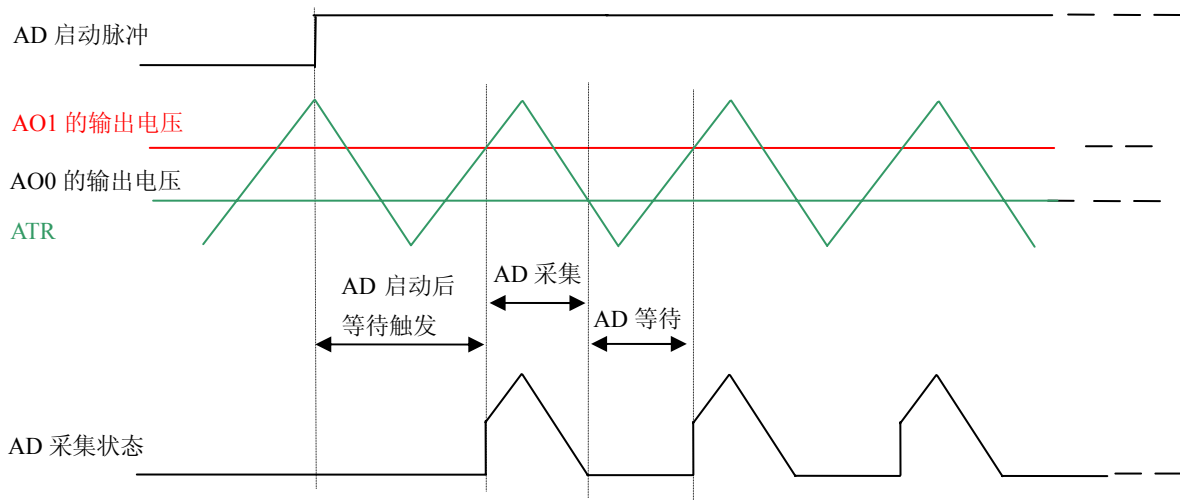 AD 启动脉冲
AO1 的输出电压
AO0 的输出电压
ATR
AD 启动后
等待触发
AD 采集
AD 等待
AD 采集状态